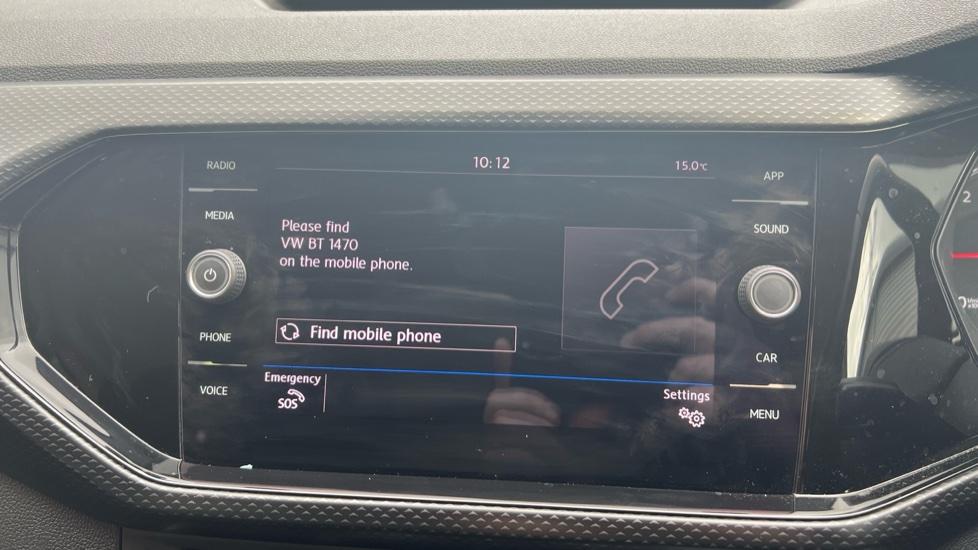 RADIO
10:12
15.0°C
APP
MEDIA
SOUND
Please find
VW BT 1470
on the mobile phone.
2
Find mobile phone
PHONE
CAR
VOICE
Emergency
SOS
Settings
MENU